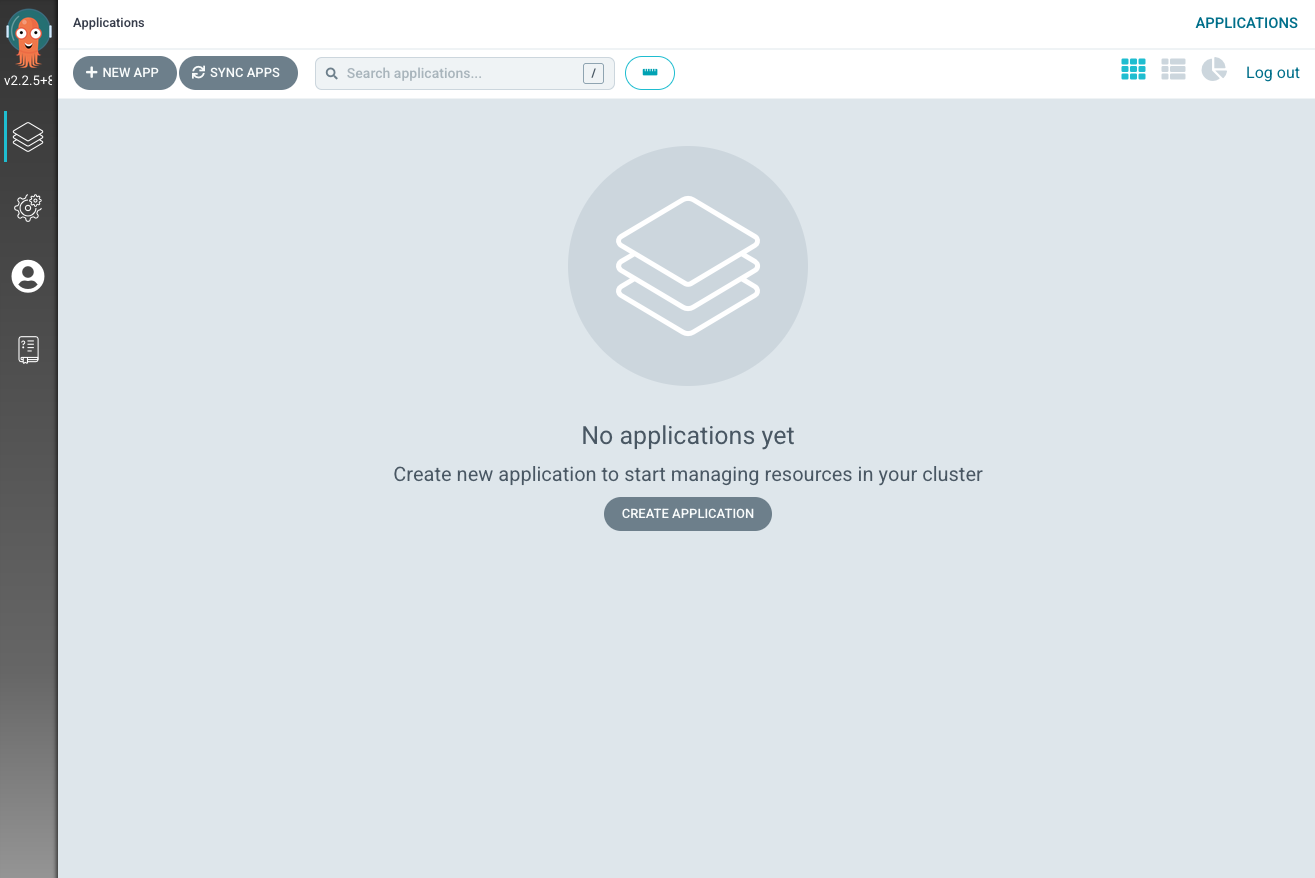 Applications
APPLICATIONS
v2.2.5+8
NEW APP
SYNC APPS
Search applications...
/
Log out
No applications yet
Create new application to start managing resources in your cluster
CREATE APPLICATION